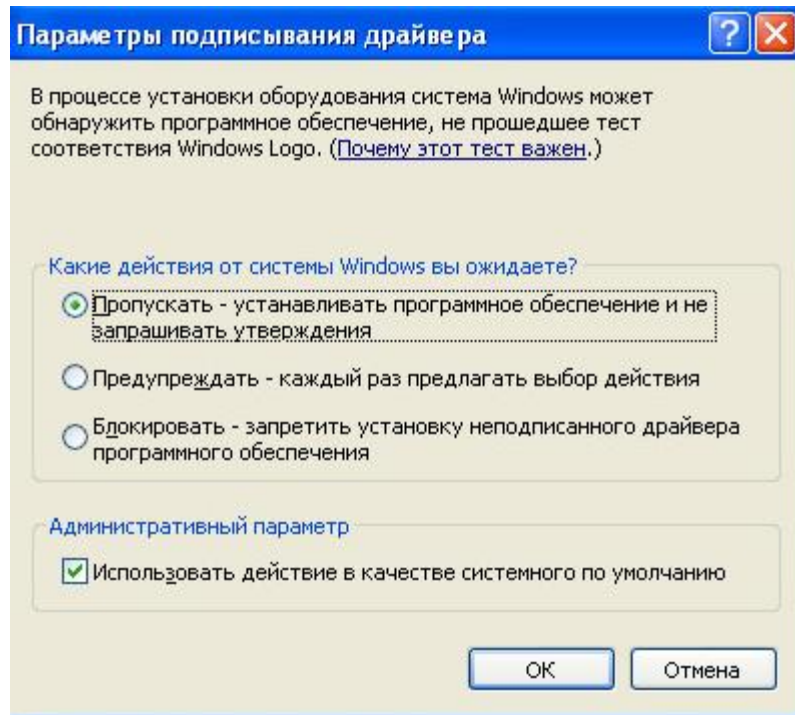 Параметры подписывания драйвера
В процессе установки оборудования система Windows может
обнаружить программное обеспечение, не прошедшее тест
соответствия Windows Logo. (Почему этот тест важен.)
Какие действия от системы Windows вы ожидаете?
Пропускать - устанавливать программное обеспечение и не
запрашивать утверждения
Предупреждать - каждый раз предлагать выбор действия
Блокировать - запретить установку неподписанного драйвера
программного обеспечения
Административный параметр
Использовать действие в качестве системного по умолчанию
ОК
Отмена